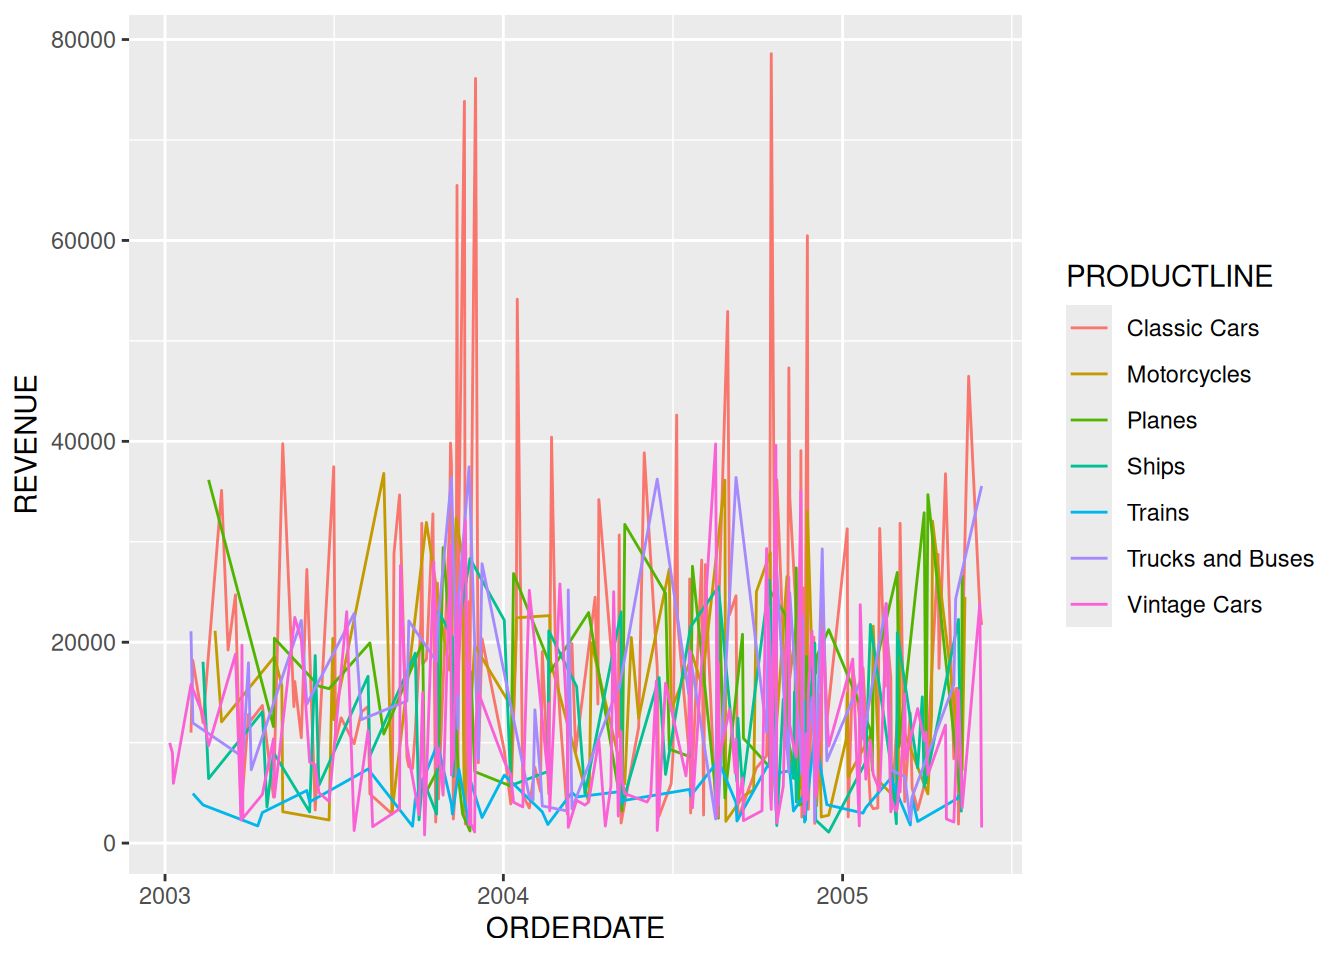 80000
60000
40000
20000
0
REVENUE
2003
2004
2005
ORDERDATE
PRODUCTLINE
Classic Cars
Motorcycles
Planes
Ships
Trains
Trucks and Buses
Vintage Cars